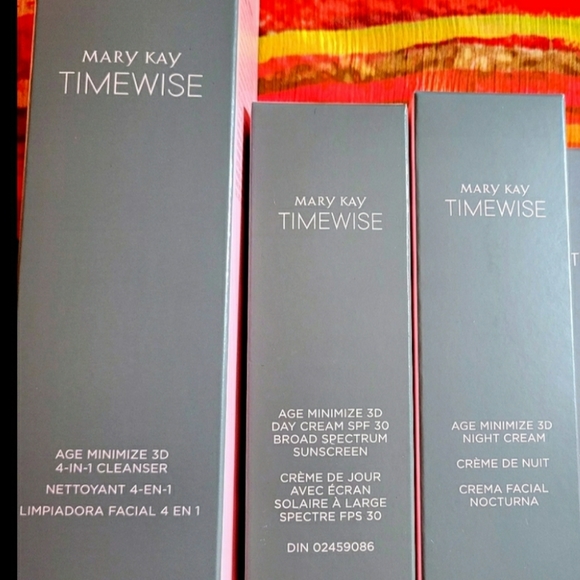 MARY KAY
TIMEWISE
AGE MINIMIZE 3D
4-IN-1 CLEANSER
NETTOYANT 4-EN-1
LIMPIADORA FACIAL 4 EN 1
MARY KAY
TIMEWISE
AGE MINIMIZE 3D
DAY CREAM SPF 30
BROAD SPECTRUM
SUNSCREEN
CRÈME DE JOUR
AVEC ÉCRAN
SOLAIRE À LARGE
SPECTRE FPS 30
DIN 02459086
MARY KAY
TIMEWISE
AGE MINIMIZE 3D
NIGHT CREAM
CRÈME DE NUIT
CREMA FACIAL
NOCTURNA